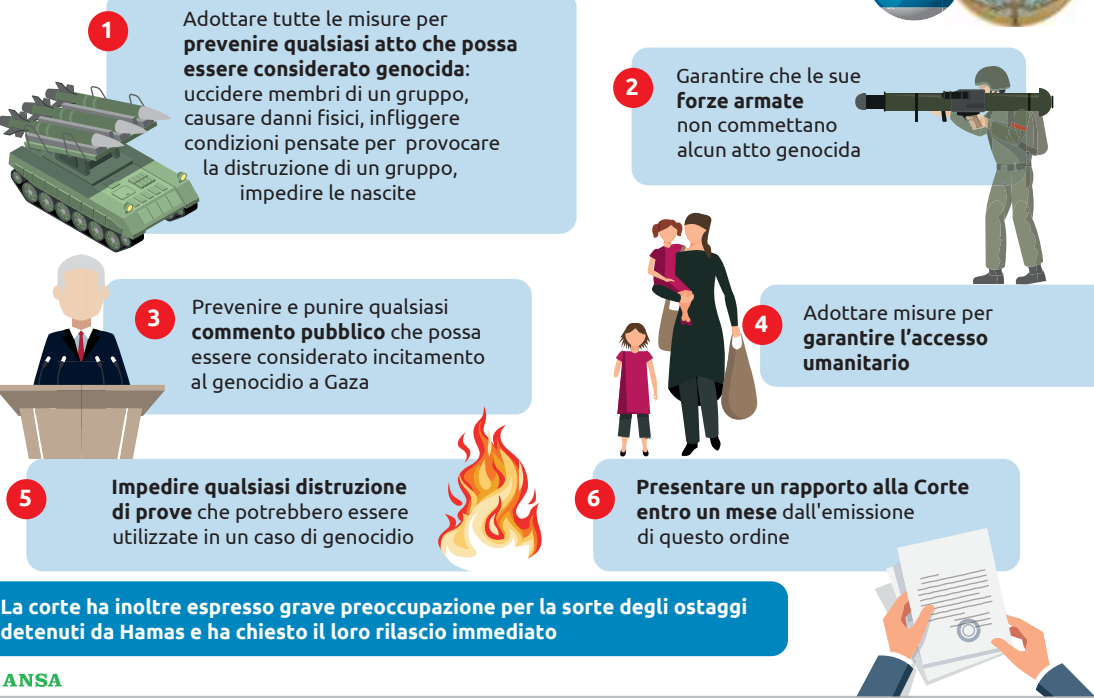 1
Adottare tutte le misure per
prevenire qualsiasi atto che possa
essere considerato genocida:
uccidere membri di un gruppo,
causare danni fisici, infliggere
condizioni pensate per provocare
la distruzione di un gruppo,
impedire le nascite
2
Garantire che le sue
forze armate
non commettano
alcun atto genocida
3
Prevenire e punire qualsiasi
commento pubblico che possa
essere considerato incitamento
al genocidio a Gaza
4
Adottare misure per
garantire l’accesso
umanitario
5
Impedire qualsiasi distruzione
di prove che potrebbero essere
utilizzate in un caso di genocidio
6
Presentare un rapporto alla Corte
entro un mese dall'emissione
di questo ordine
La corte ha inoltre espresso grave preoccupazione per la sorte degli ostaggi
detenuti da Hamas e ha chiesto il loro rilascio immediato
ANSA